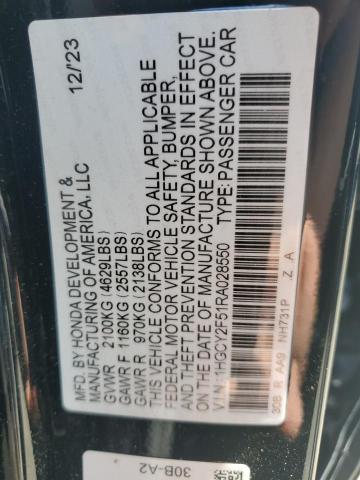 MFD. BY HONDA DEVELOPMENT & 12/'23
MANUFACTURING OF AMERICA, LLC
GVWR 2100KG (4629LBS)
GAWR F 1160KG (2557LBS)
GAWR R 970KG (2138LBS)
THIS VEHICLE CONFORMS TO ALL APPLICABLE
FEDERAL MOTOR VEHICLE SAFETY, BUMPER,
AND THEFT PREVENTION STANDARDS IN EFFECT
ON THE DATE OF MANUFACTURE SHOWN ABOVE.
V.I.N.: 1HGCY2F51RA028550 TYPE: PASSENGER CAR
30B R AA9 NH731P Z A
30B-A2